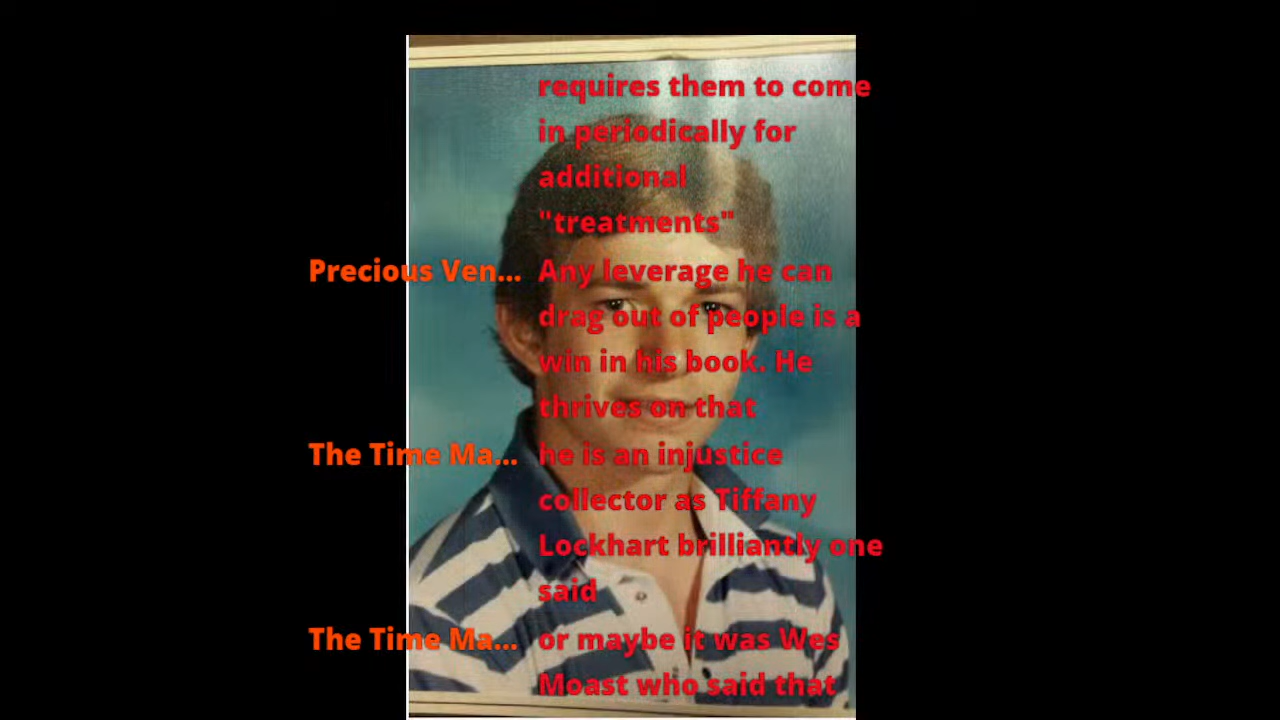 requires them to come
in periodically for
additional
"treatments"
Precious Ven... Any leverage he can
drag out of people is a
win in his book. He
thrives on that
The Time Ma... he is an injustice
collector as Tiffany
Lockhart brilliantly one
said
The Time Ma... or maybe it was Wes
Moast who said that